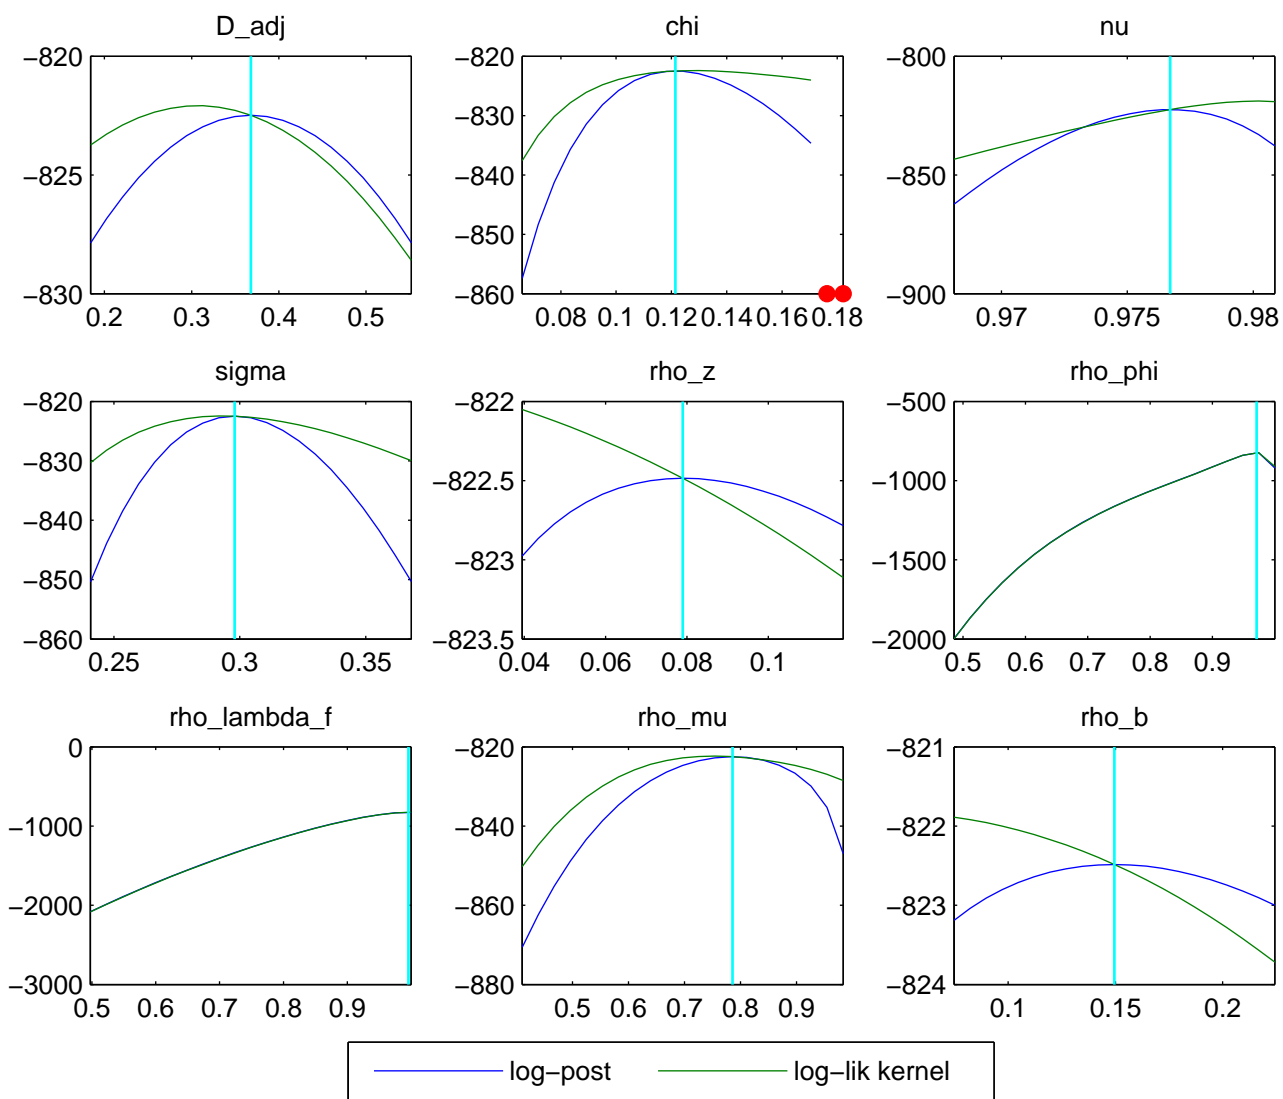 D_adj
chi
nu
−820
−825
−830
0.2 0.3 0.4 0.5
−820
−830
−840
−850
−860
0.08 0.1 0.12 0.14 0.16 0.18
−800
−850
−900
0.97 0.975 0.98
sigma
rho_z
rho_phi
−820
−830
−840
−850
−860
0.25 0.3 0.35
−822
−822.5
−823
−823.5
0.04 0.06 0.08 0.1
−500
−1000
−1500
−2000
0.5 0.6 0.7 0.8 0.9
rho_lambda_f
rho_mu
rho_b
0
−1000
−2000
−3000
0.5 0.6 0.7 0.8 0.9
−820
−840
−860
−880
0.5 0.6 0.7 0.8 0.9
−821
−822
−823
−824
0.1 0.15 0.2
log−post log−lik kernel